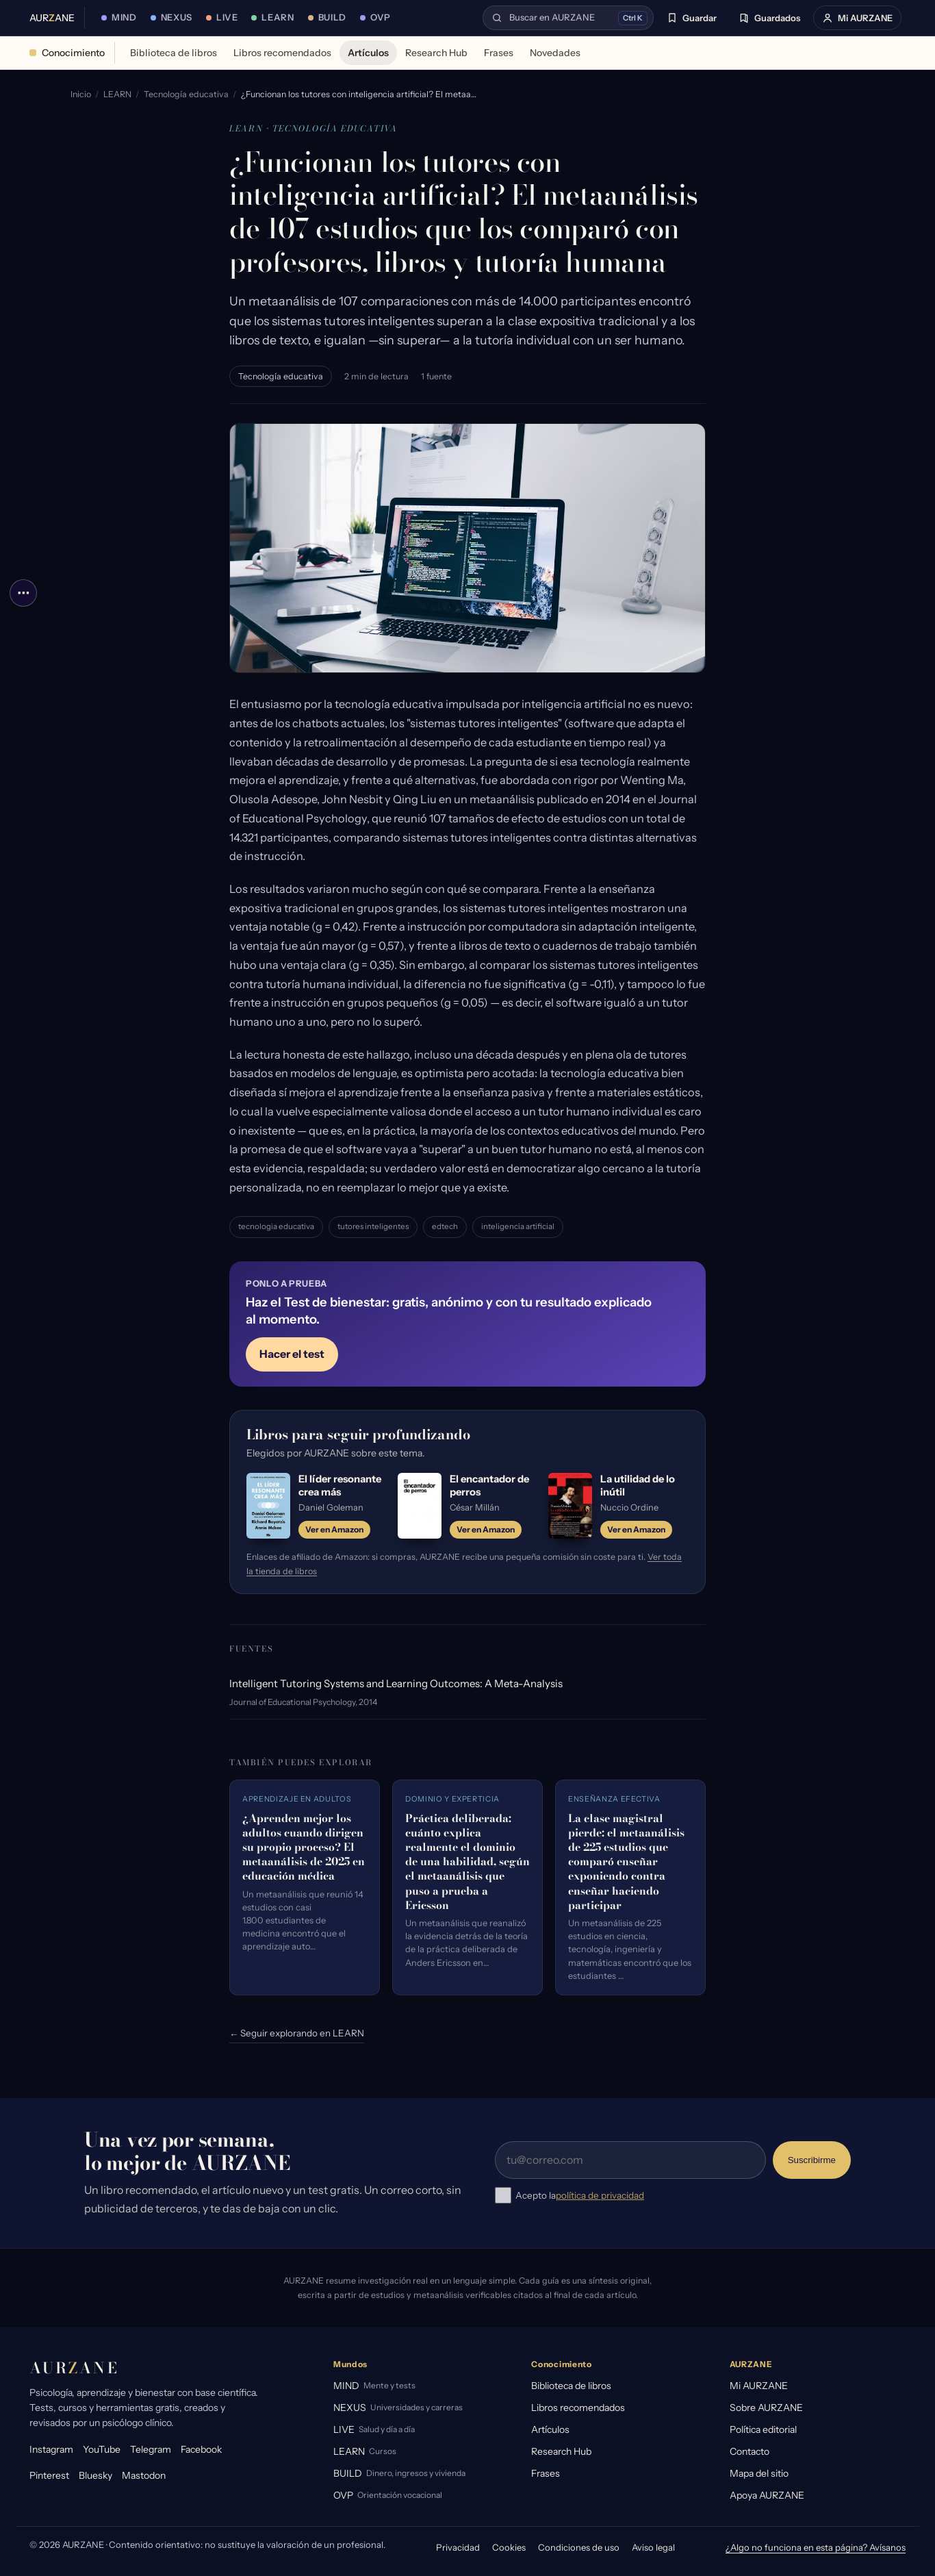 AURZANE
MIND
NEXUS
LIVE
LEARN
BUILD
OVP
Buscar en AURZANE
Ctrl K
Guardar
Guardados
Mi AURZANE
Conocimiento
Biblioteca de libros
Libros recomendados
Artículos
Research Hub
Frases
Novedades
Inicio / LEARN / Tecnología educativa / ¿Funcionan los tutores con inteligencia artificial? El metaa…
LEARN · TECNOLOGÍA EDUCATIVA
¿Funcionan los tutores con
inteligencia artificial? El metaanálisis
de 107 estudios que los comparó con
profesores, libros y tutoría humana
Un metaanálisis de 107 comparaciones con más de 14.000 participantes encontró
que los sistemas tutores inteligentes superan a la clase expositiva tradicional y a los
libros de texto, e igualan —sin superar— a la tutoría individual con un ser humano.
Tecnología educativa
2 min de lectura
1 fuente
El entusiasmo por la tecnología educativa impulsada por inteligencia artificial no es nuevo:
antes de los chatbots actuales, los "sistemas tutores inteligentes" (software que adapta el
contenido y la retroalimentación al desempeño de cada estudiante en tiempo real) ya
llevaban décadas de desarrollo y de promesas. La pregunta de si esa tecnología realmente
mejora el aprendizaje, y frente a qué alternativas, fue abordada con rigor por Wenting Ma,
Olusola Adesope, John Nesbit y Qing Liu en un metaanálisis publicado en 2014 en el Journal
of Educational Psychology, que reunió 107 tamaños de efecto de estudios con un total de
14.321 participantes, comparando sistemas tutores inteligentes contra distintas alternativas
de instrucción.
Los resultados variaron mucho según con qué se comparara. Frente a la enseñanza
expositiva tradicional en grupos grandes, los sistemas tutores inteligentes mostraron una
ventaja notable (g = 0,42). Frente a instrucción por computadora sin adaptación inteligente,
la ventaja fue aún mayor (g = 0,57), y frente a libros de texto o cuadernos de trabajo también
hubo una ventaja clara (g = 0,35). Sin embargo, al comparar los sistemas tutores inteligentes
contra tutoría humana individual, la diferencia no fue significativa (g = -0,11), y tampoco lo fue
frente a instrucción en grupos pequeños (g = 0,05) — es decir, el software igualó a un tutor
humano uno a uno, pero no lo superó.
La lectura honesta de este hallazgo, incluso una década después y en plena ola de tutores
basados en modelos de lenguaje, es optimista pero acotada: la tecnología educativa bien
diseñada sí mejora el aprendizaje frente a la enseñanza pasiva y frente a materiales estáticos,
lo cual la vuelve especialmente valiosa donde el acceso a un tutor humano individual es caro
o inexistente — que es, en la práctica, la mayoría de los contextos educativos del mundo. Pero
la promesa de que el software vaya a "superar" a un buen tutor humano no está, al menos con
esta evidencia, respaldada; su verdadero valor está en democratizar algo cercano a la tutoría
personalizada, no en reemplazar lo mejor que ya existe.
tecnologia educativa
tutores inteligentes
edtech
inteligencia artificial
PONLO A PRUEBA
Haz el Test de bienestar: gratis, anónimo y con tu resultado explicado
al momento.
Hacer el test
Libros para seguir profundizando
Elegidos por AURZANE sobre este tema.
El líder resonante
crea más
Daniel Goleman
Ver en Amazon
El encantador de
perros
César Millán
Ver en Amazon
La utilidad de lo
inútil
Nuccio Ordine
Ver en Amazon
Enlaces de afiliado de Amazon: si compras, AURZANE recibe una pequeña comisión sin coste para ti. Ver toda
la tienda de libros
FUENTES
Intelligent Tutoring Systems and Learning Outcomes: A Meta-Analysis
Journal of Educational Psychology, 2014
TAMBIÉN PUEDES EXPLORAR
APRENDIZAJE EN ADULTOS
¿Aprenden mejor los
adultos cuando dirigen
su propio proceso? El
metaanálisis de 2025 en
educación médica
Un metaanálisis que reunió 14
estudios con casi
1800 estudiantes de
medicina encontró que el
aprendizaje auto…
DOMINIO Y EXPERTICIA
Práctica deliberada:
cuánto explica
realmente el dominio
de una habilidad, según
el metaanálisis que
puso a prueba a
Ericsson
Un metaanálisis que reanalizó
la evidencia detrás de la teoría
de la práctica deliberada de
Anders Ericsson en…
ENSEÑANZA EFECTIVA
La clase magistral
pierde: el metaanálisis
de 225 estudios que
comparó enseñar
exponiendo contra
enseñar haciendo
participar
Un metaanálisis de 225
estudios en ciencia,
tecnología, ingeniería y
matemáticas encontró que los
estudiantes …
← Seguir explorando en LEARN
Una vez por semana,
lo mejor de AURZANE
Un libro recomendado, el artículo nuevo y un test gratis. Un correo corto, sin
publicidad de terceros, y te das de baja con un clic.
tu@correo.com
Suscribirme
Acepto la política de privacidad
AURZANE resume investigación real en un lenguaje simple. Cada guía es una síntesis original,
escrita a partir de estudios y metaanálisis verificables citados al final de cada artículo.
AURZANE
Psicología, aprendizaje y bienestar con base científica.
Tests, cursos y herramientas gratis, creados y
revisados por un psicólogo clínico.
Instagram YouTube Telegram Facebook
Pinterest Bluesky Mastodon
Mundos
MIND Mente y tests
NEXUS Universidades y carreras
LIVE Salud y día a día
LEARN Cursos
BUILD Dinero, ingresos y vivienda
OVP Orientación vocacional
Conocimiento
Biblioteca de libros
Libros recomendados
Artículos
Research Hub
Frases
AURZANE
Mi AURZANE
Sobre AURZANE
Política editorial
Contacto
Mapa del sitio
Apoya AURZANE
© 2026 AURZANE · Contenido orientativo: no sustituye la valoración de un profesional.
Privacidad Cookies Condiciones de uso Aviso legal
¿Algo no funciona en esta página? Avísanos